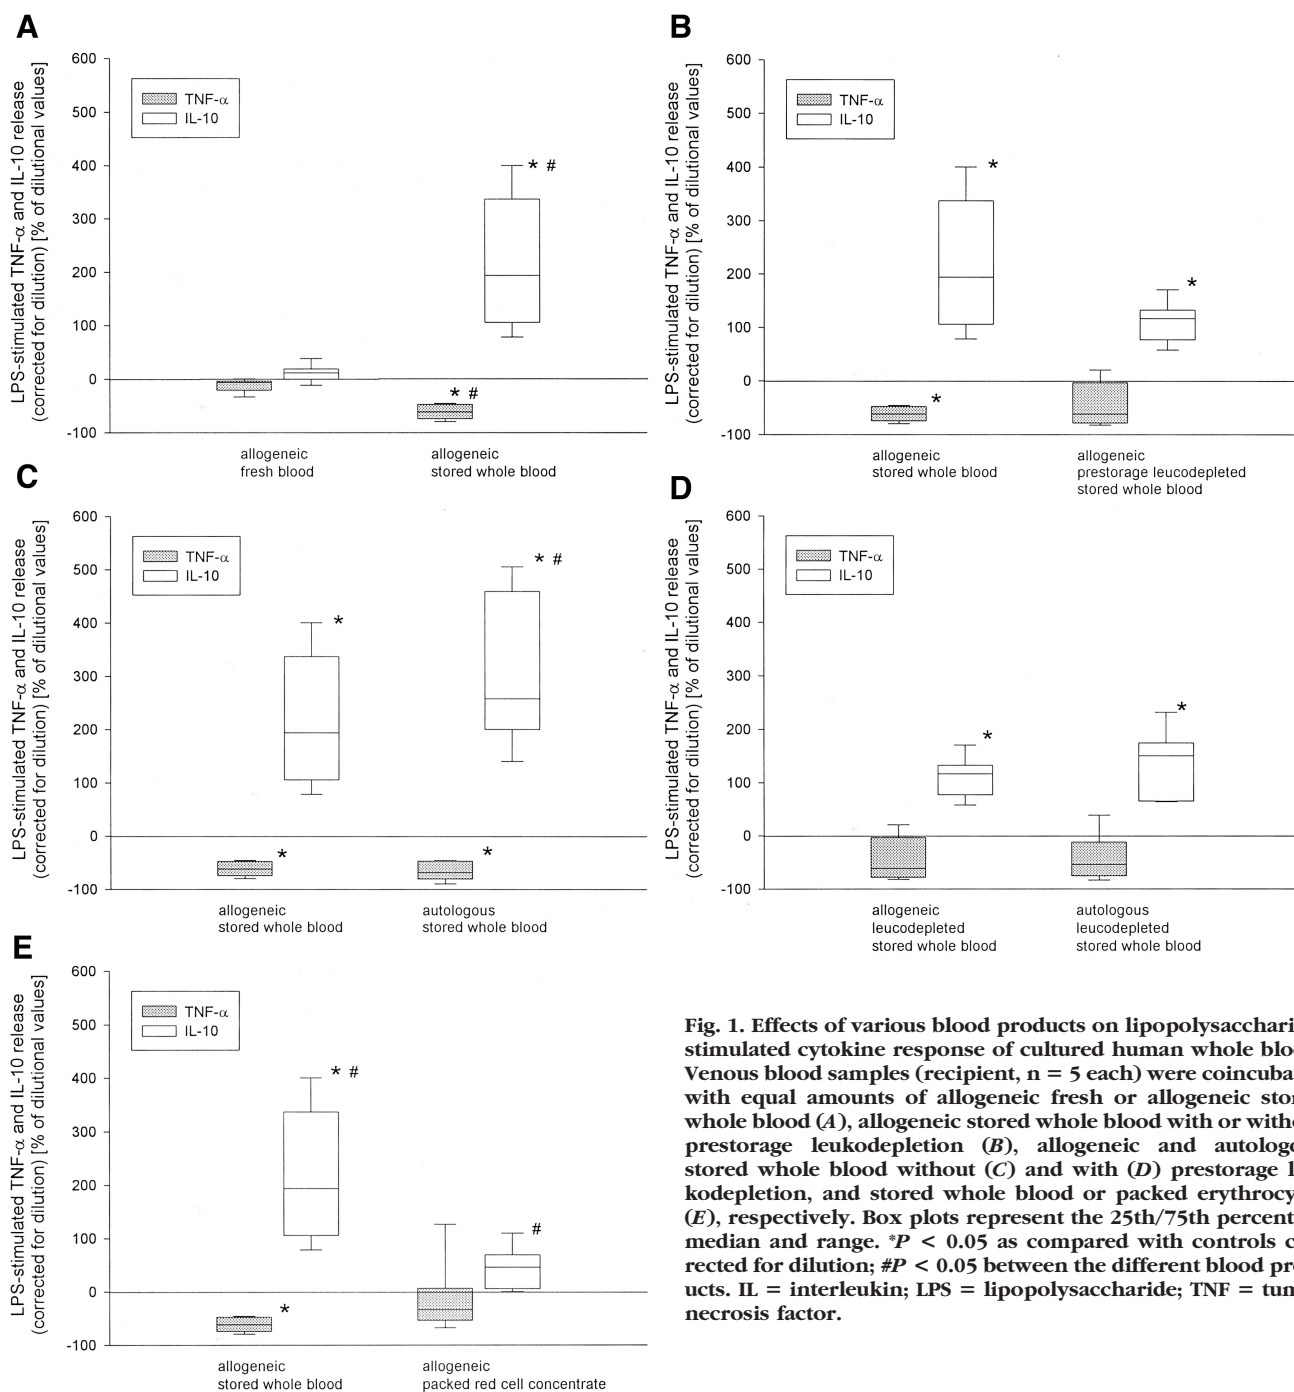 A
LPS-stimulated TNF-α and IL-10 release
(corrected for dilution) [% of dilutional values]
600
500
400
300
200
100
0
-100
TNF-α
IL-10
* #
* #
allogeneic
fresh blood
allogeneic
stored whole blood
B
LPS-stimulated TNF-α and IL-10 release
(corrected for dilution) [% of dilutional values]
600
500
400
300
200
100
0
-100
TNF-α
IL-10
*
*
*
allogeneic
stored whole blood
allogeneic
prestorage leucodepleted
stored whole blood
C
LPS-stimulated TNF-α and IL-10 release
(corrected for dilution) [% of dilutional values]
600
500
400
300
200
100
0
-100
TNF-α
IL-10
* #
*
*
*
allogeneic
stored whole blood
autologous
stored whole blood
D
LPS-stimulated TNF-α and IL-10 release
(corrected for dilution) [% of dilutional values]
600
500
400
300
200
100
0
-100
TNF-α
IL-10
*
*
allogeneic
leucodepleted
stored whole blood
autologous
leucodepleted
stored whole blood
E
LPS-stimulated TNF-α and IL-10 release
(corrected for dilution) [% of dilutional values]
600
500
400
300
200
100
0
-100
TNF-α
IL-10
* #
#
*
allogeneic
stored whole blood
allogeneic
packed red cell concentrate
Fig. 1. Effects of various blood products on lipopolysacchari
stimulated cytokine response of cultured human whole bloo
Venous blood samples (recipient, n = 5 each) were coincuba
with equal amounts of allogeneic fresh or allogeneic stor
whole blood (A), allogeneic stored whole blood with or witho
prestorage leukodepletion (B), allogeneic and autologo
stored whole blood without (C) and with (D) prestorage l
kodepletion, and stored whole blood or packed erythrocy
(E), respectively. Box plots represent the 25th/75th percent
median and range. *P < 0.05 as compared with controls c
rected for dilution; #P < 0.05 between the different blood pro
ucts. IL = interleukin; LPS = lipopolysaccharide; TNF = tum
necrosis factor.